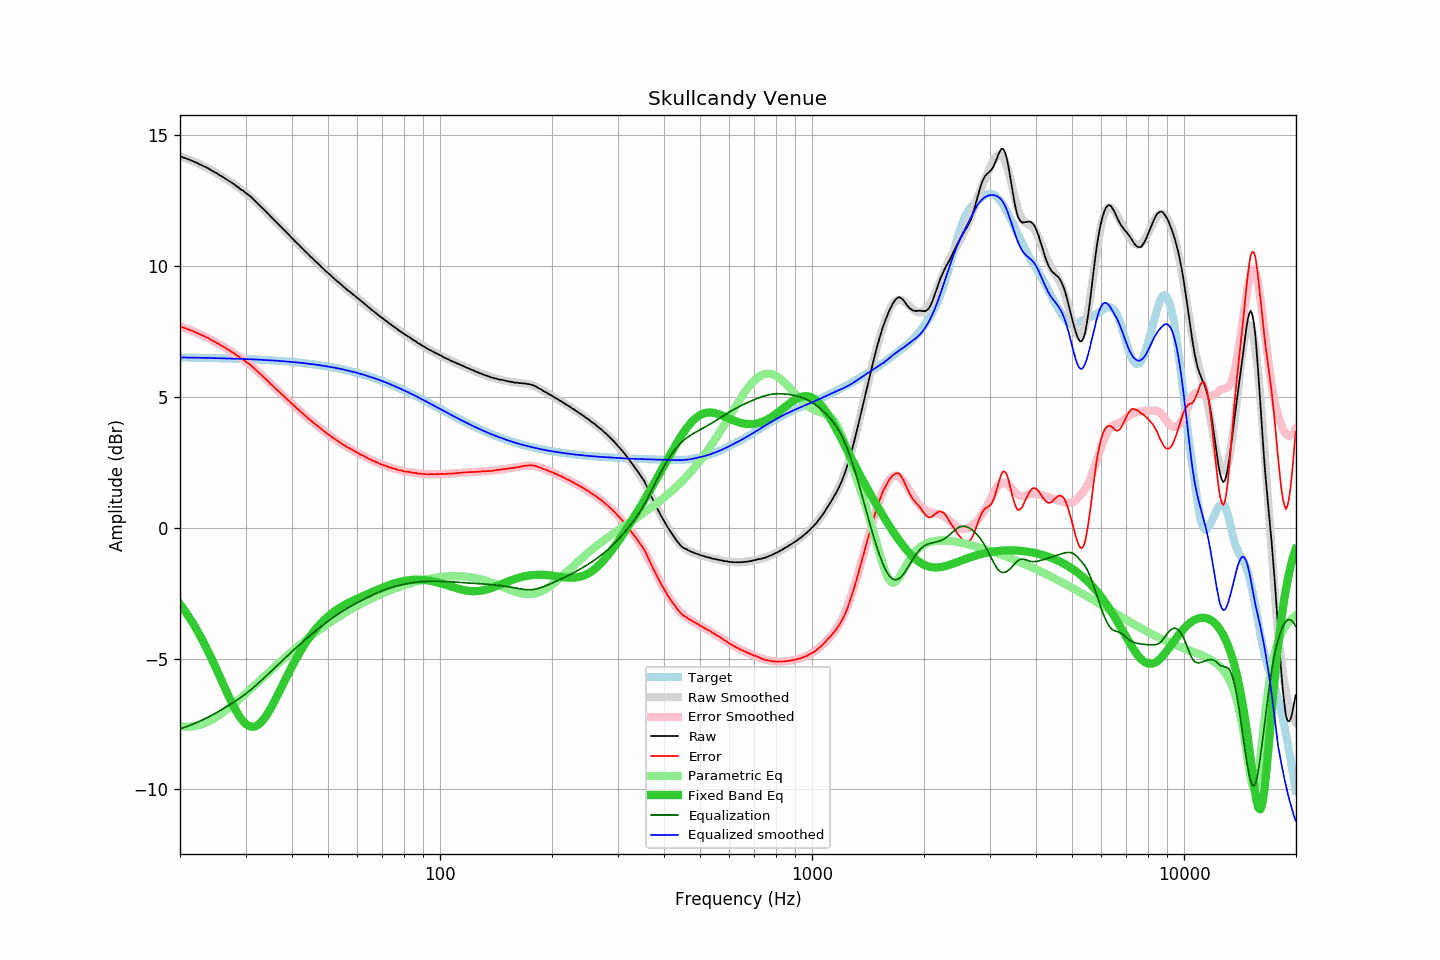 Skullcandy Venue
15
10
5
0
−5
−10
Amplitude (dBr)
Target
Raw Smoothed
Error Smoothed
Raw
Error
Parametric Eq
Fixed Band Eq
Equalization
Equalized smoothed
100
1000
10000
Frequency (Hz)